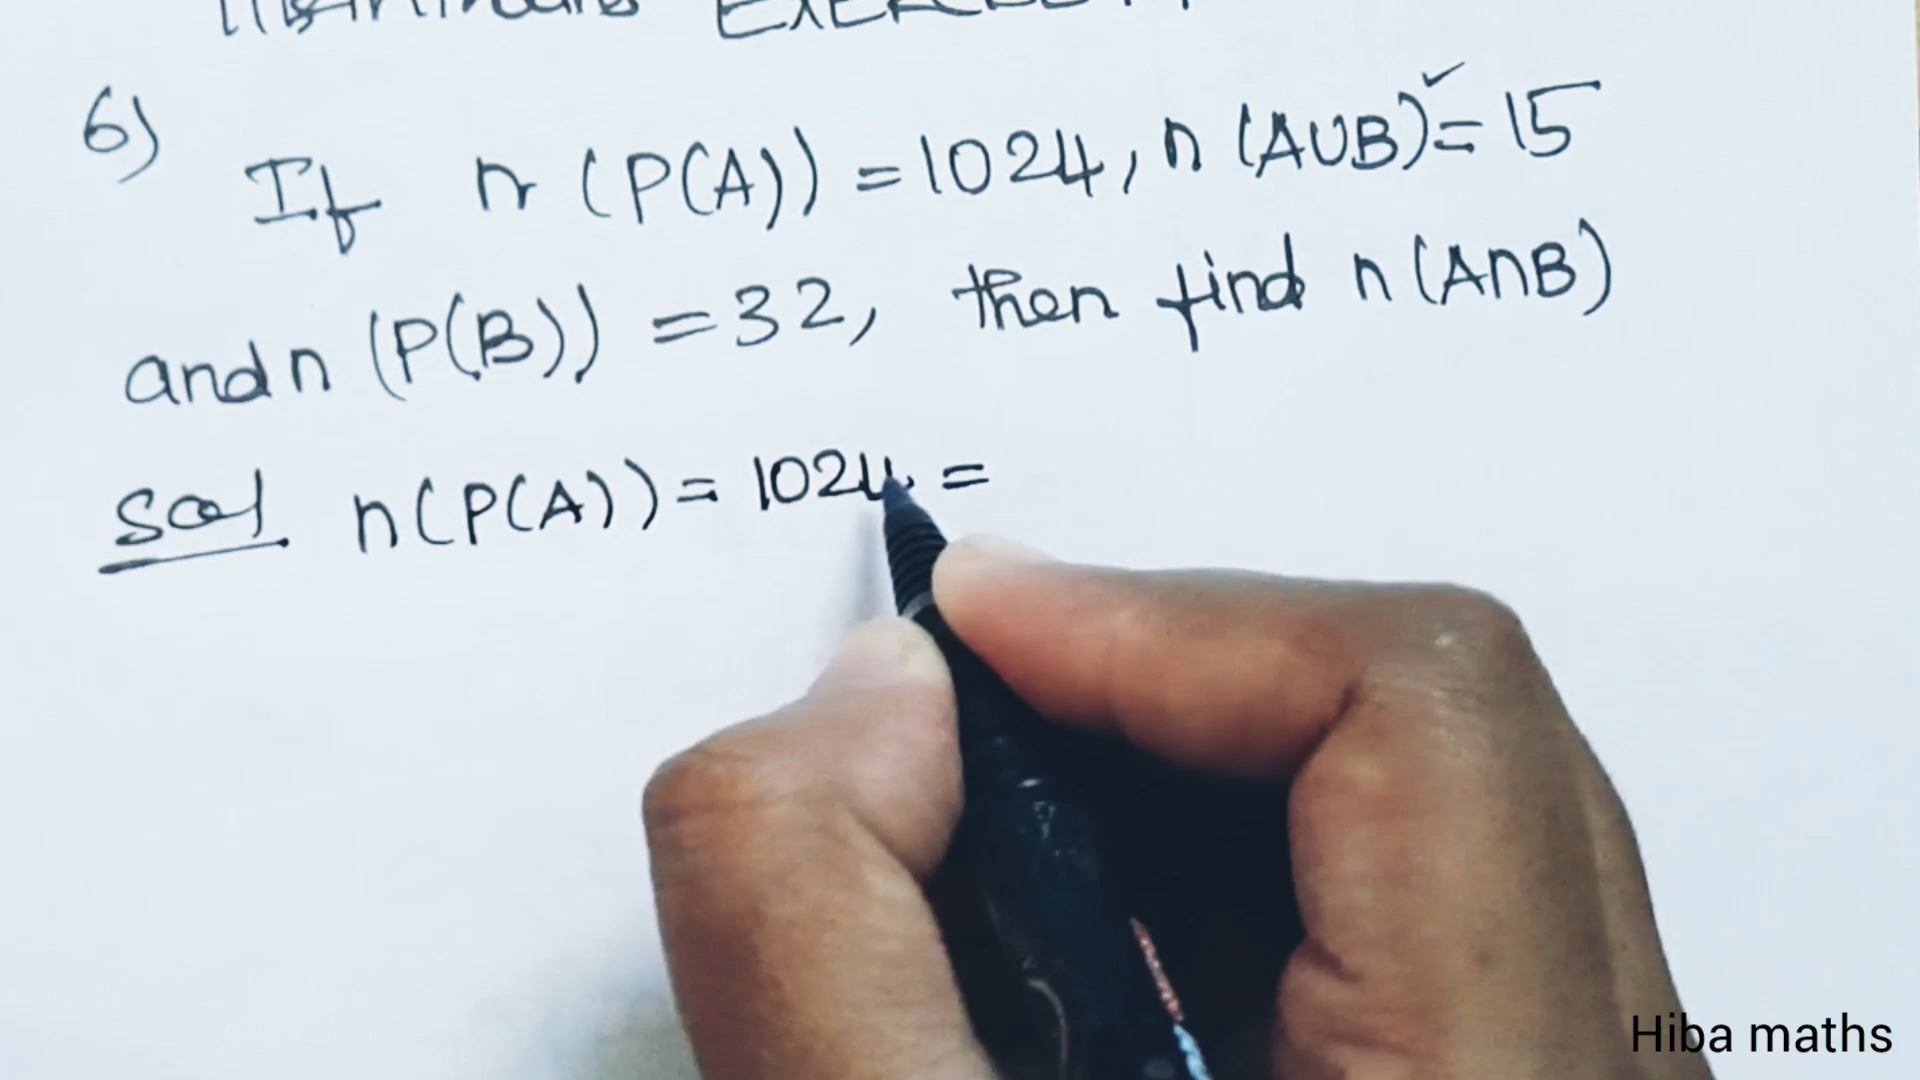 6)
If n (P(A)) = 1024, n (A∪B) = 15
and n (P(B)) = 32, then find n (A∩B)
Sol n(P(A)) = 1024 =
Hiba maths